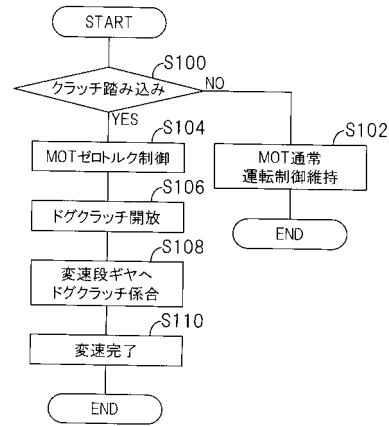 START
S100
クラッチ踏み込み
NO
YES
S104
MOTゼロトルク制御
S102
MOT通常
運転制御維持
S106
ドグクラッチ開放
END
S108
変速段ギヤへ
ドグクラッチ係合
S110
変速完了
END